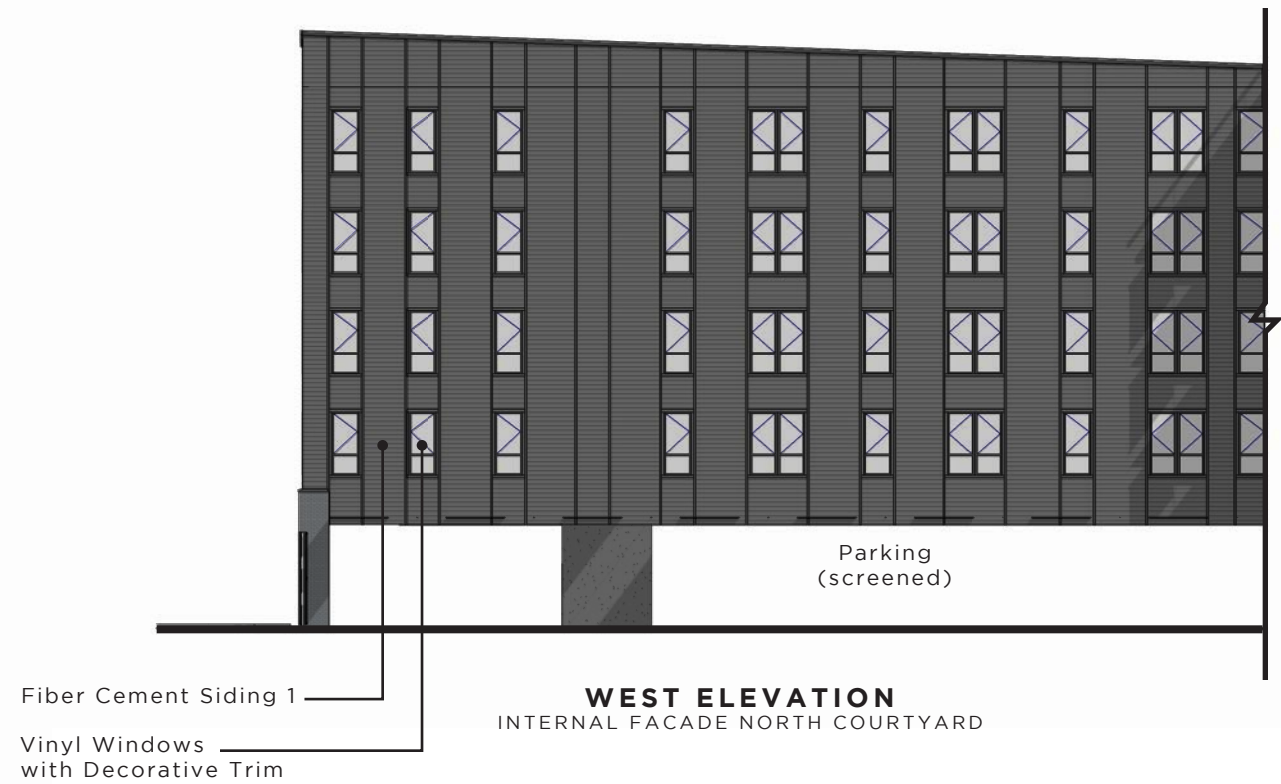 Parking
(screened)
Fiber Cement Siding 1
WEST ELEVATION
INTERNAL FACADE NORTH COURTYARD
Vinyl Windows
with Decorative Trim